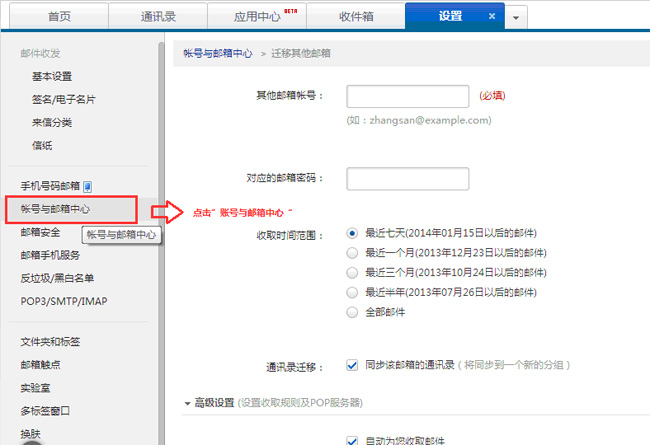 首页 通讯录 应用中心 BETA 收件箱 设置 ×
邮件收发
基本设置
签名/电子名片
来信分类
信纸
手机号码邮箱
帐号与邮箱中心
邮箱安全
帐号与邮箱中心
邮箱手机服务
反垃圾/黑白名单
POP3/SMTP/IMAP
文件夹和标签
邮箱触点
实验室
多标签窗口
换肤
点击”账号与邮箱中心“
帐号与邮箱中心 > 迁移其他邮箱
其他邮箱帐号： (必填)
(如：zhangsan@example.com)
对应的邮箱密码：
收取时间范围： 最近七天(2014年01月15日以后的邮件)
最近一个月(2013年12月23日以后的邮件)
最近三个月(2013年10月24日以后的邮件)
最近半年(2013年07月26日以后的邮件)
全部邮件
通讯录迁移： 同步该邮箱的通讯录（将同步到一个新的分组）
高级设置 (设置收取规则及POP服务器)
自动为您收取邮件